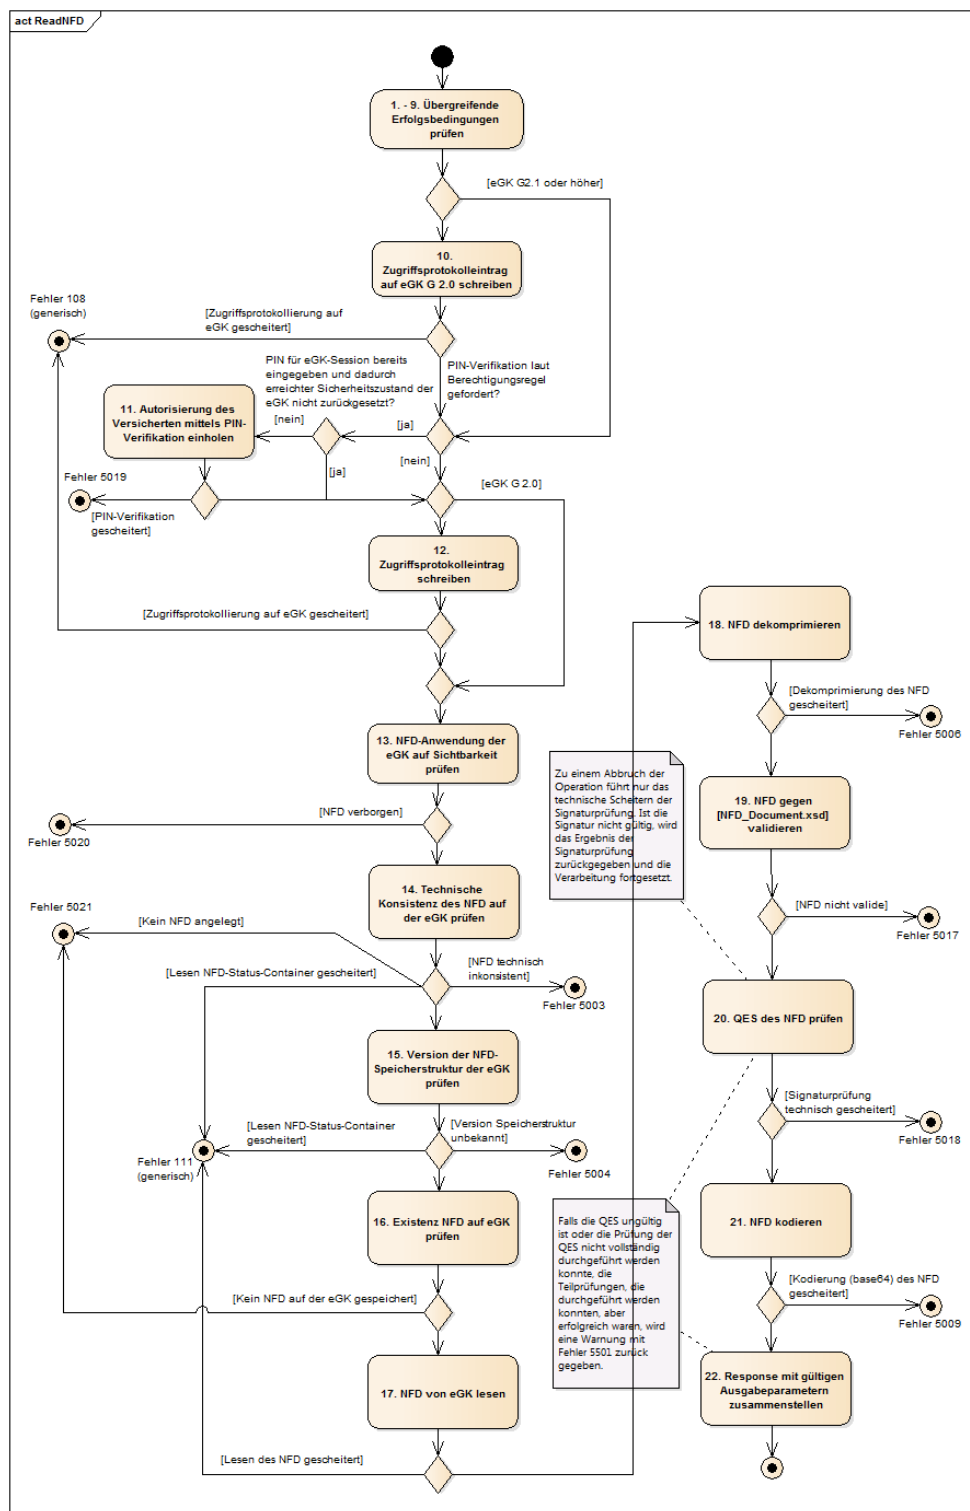 act ReadNFD
1. - 9. Übergreifende
Erfolgsbedingungen
prüfen
[eGK G2.1 oder höher]
10.
Zugriffsprotokolleintrag
auf eGK G 2.0 schreiben
Fehler 108
(generisch)
[Zugriffsprotokollierung auf
eGK gescheitert]
PIN für eGK-Session bereits
eingegeben und dadurch
erreichter Sicherheitszustand der
eGK nicht zurückgesetzt?
PIN-Verifikation laut
Berechtigungsregel
gefordert?
11. Autorisierung des
Versicherten mittels PIN-
Verifikation einholen
[nein]
[ja]
[nein]
[ja]
Fehler 5019
[PIN-Verifikation
gescheitert]
[eGK G 2.0]
12.
Zugriffsprotokolleintrag
schreiben
[Zugriffsprotokollierung auf eGK gescheitert]
13. NFD-Anwendung der
eGK auf Sichtbarkeit
prüfen
[NFD verborgen]
Fehler 5020
14. Technische
Konsistenz des NFD auf
der eGK prüfen
Fehler 5021
[Kein NFD angelegt]
[Lesen NFD-Status-Container gescheitert]
[NFD technisch
inkonsistent]
Fehler 5003
15. Version der NFD-
Speicherstruktur der eGK
prüfen
[Lesen NFD-Status-Container
gescheitert]
[Version Speicherstruktur
unbekannt]
Fehler 111
(generisch)
Fehler 5004
16. Existenz NFD auf eGK
prüfen
[Kein NFD auf der eGK gespeichert]
17. NFD von eGK lesen
[Lesen des NFD gescheitert]
18. NFD dekomprimieren
[Dekomprimierung des NFD
gescheitert]
Fehler 5006
Zu einem Abbruch der
Operation führt nur das
technische Scheitern der
Signaturprüfung. Ist die
Signatur nicht gültig, wird
das Ergebnis der
Signaturprüfung
zurückgegeben und die
Verarbeitung fortgesetzt.
19. NFD gegen
[NFD_Document.xsd]
validieren
[NFD nicht valide]
Fehler 5017
20. QES des NFD prüfen
[Signaturprüfung
technisch gescheitert]
Fehler 5018
Falls die QES ungültig
ist oder die Prüfung der
QES nicht vollständig
durchgeführt werden
konnte, die
Teilprüfungen, die
durchgeführt werden
konnten, aber
erfolgreich waren, wird
eine Warnung mit
Fehler 5501 zurück
gegeben.
21. NFD kodieren
[Kodierung (base64) des NFD
gescheitert]
Fehler 5009
22. Response mit gültigen
Ausgabeparametern
zusammenstellen